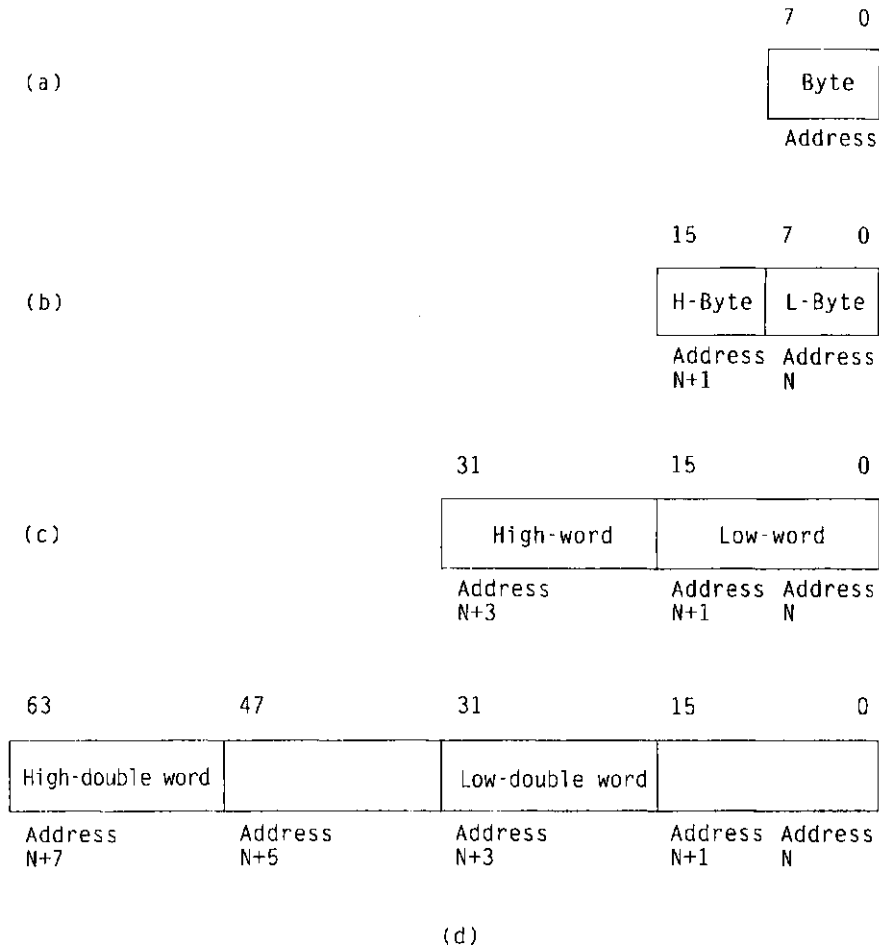 7 0
(a) Byte
Address
15 7 0
(b) H-Byte L-Byte
Address Address
N+1 N
31 15 0
(c) High-word Low-word
Address Address Address
N+3 N+1 N
63 47 31 15 0
High-double word Low-double word
Address Address Address Address Address
N+7 N+5 N+3 N+1 N
(d)